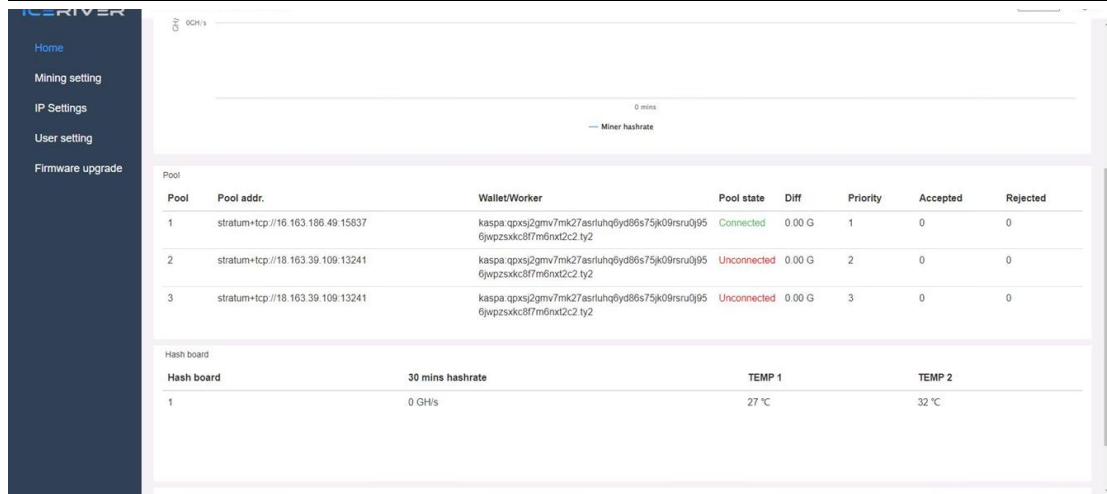 ICERIVER
GH/s
0GH/s
Home
Mining setting
IP Settings
User setting
Firmware upgrade
0 mins
Miner hashrate
Pool
Pool Pool addr. Wallet/Worker Pool state Diff Priority Accepted Rejected
1 stratum+tcp://16.163.186.49:15837 kaspa:qpxsj2gmv7mk27asrluhq6yd86s75jk09rsru0j95 Connected 0.00 G 1 0 0
6jwpzsxkc8f7m6nxt2c2.ty2
2 stratum+tcp://18.163.39.109:13241 kaspa:qpxsj2gmv7mk27asrluhq6yd86s75jk09rsru0j95 Unconnected 0.00 G 2 0 0
6jwpzsxkc8f7m6nxt2c2.ty2
3 stratum+tcp://18.163.39.109:13241 kaspa:qpxsj2gmv7mk27asrluhq6yd86s75jk09rsru0j95 Unconnected 0.00 G 3 0 0
6jwpzsxkc8f7m6nxt2c2.ty2
Hash board
Hash board 30 mins hashrate TEMP 1 TEMP 2
1 0 GH/s 27 ℃ 32 ℃